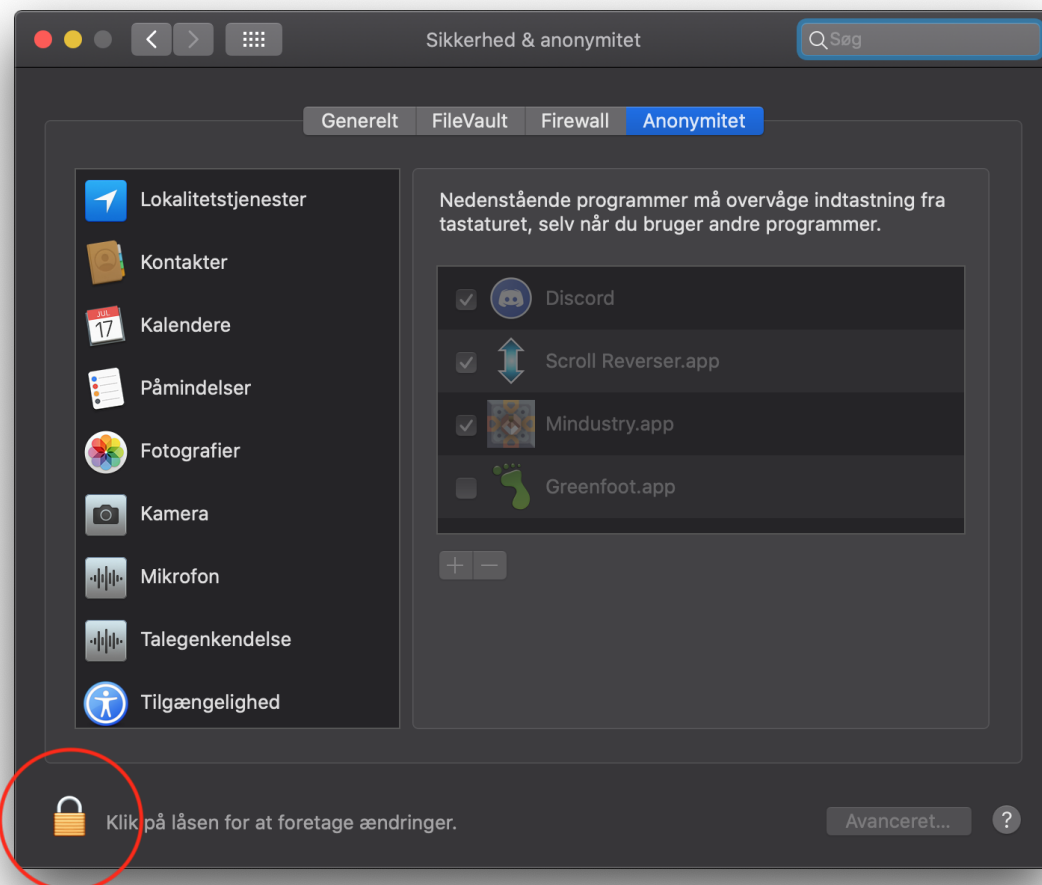 Sikkerhed & anonymitet
Søg
Generelt
FileVault
Firewall
Anonymitet
Lokalitetstjenester
Kontakter
JUL
17
Kalendere
Påmindelser
Fotografier
Kamera
Mikrofon
Talegenkendelse
Tilgængelighed
Nedenstående programmer må overvåge indtastning fra
tastaturet, selv når du bruger andre programmer.
Discord
Scroll Reverser.app
Mindustry.app
Greenfoot.app
Klik på låsen for at foretage ændringer.
Avanceret...
?